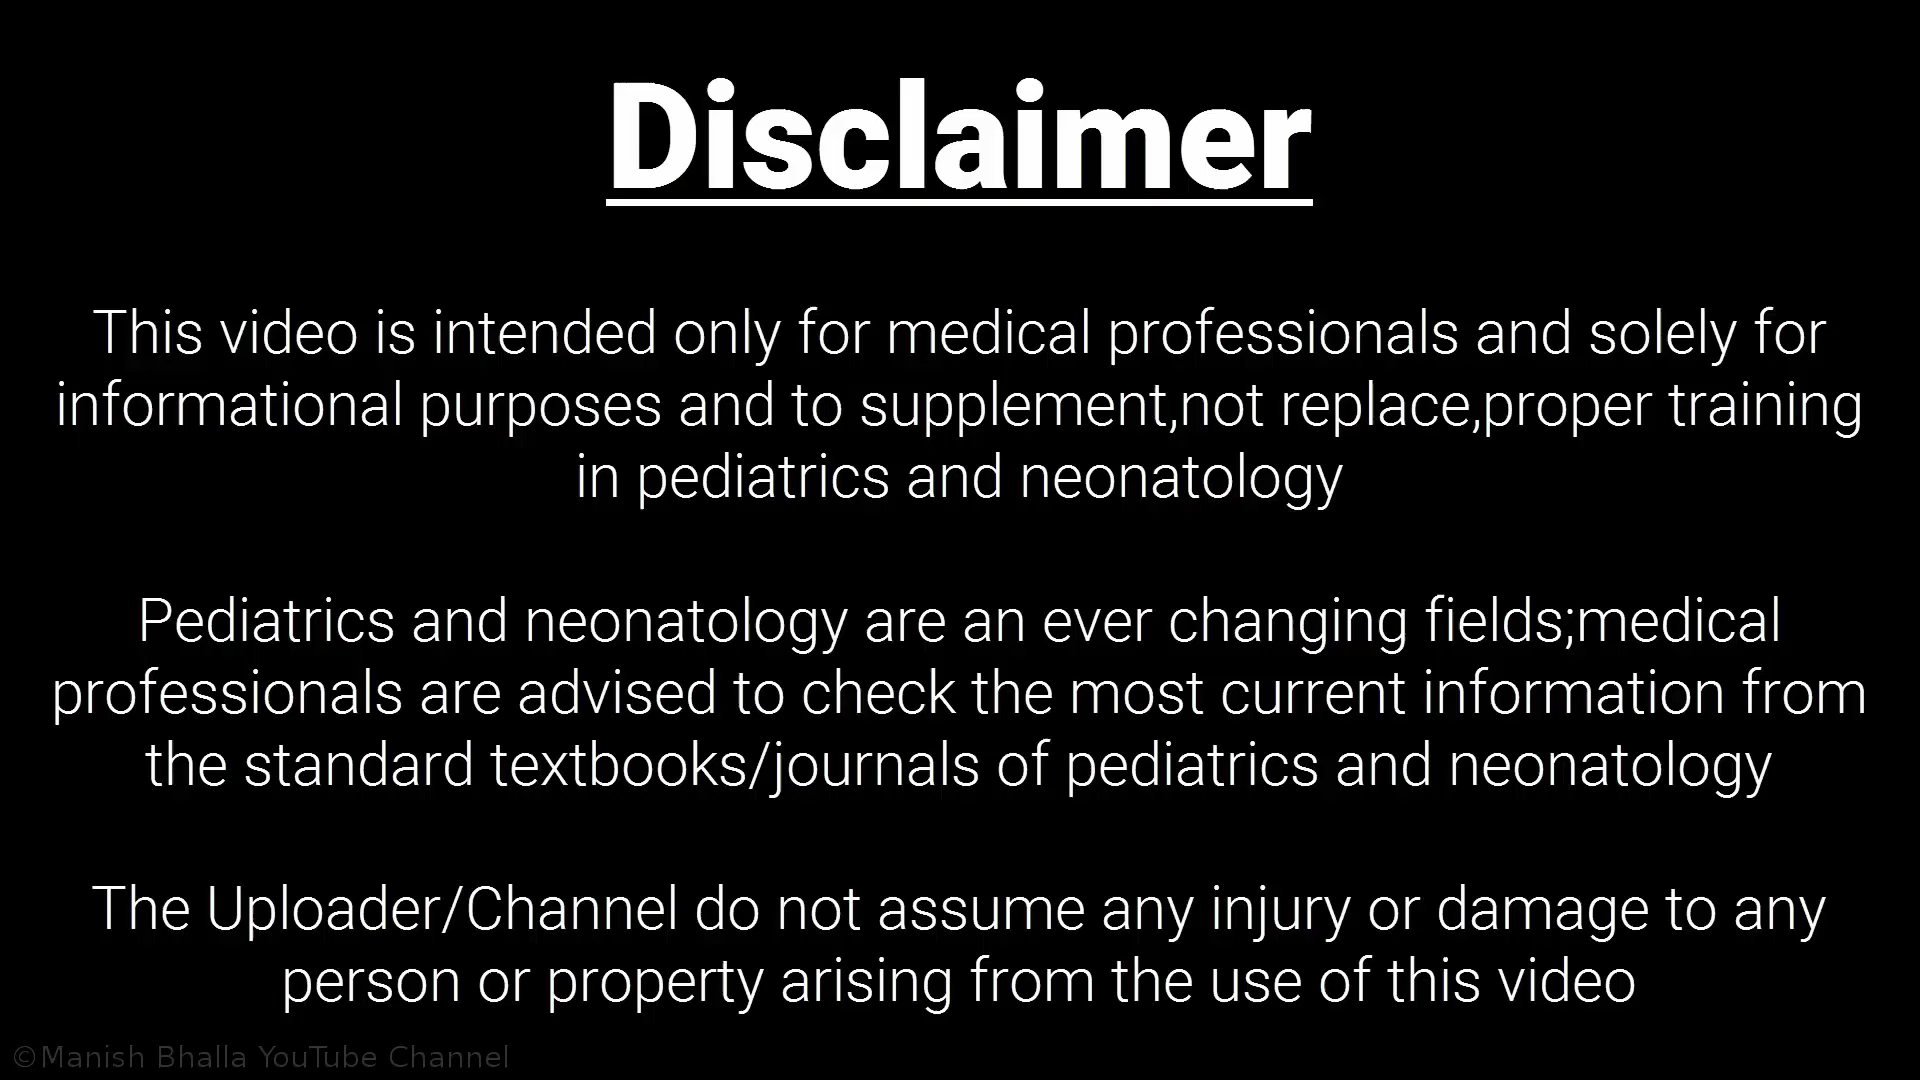 Disclaimer
This video is intended only for medical professionals and solely for
informational purposes and to supplement,not replace,proper training
in pediatrics and neonatology
Pediatrics and neonatology are an ever changing fields;medical
professionals are advised to check the most current information from
the standard textbooks/journals of pediatrics and neonatology
The Uploader/Channel do not assume any injury or damage to any
person or property arising from the use of this video
©Manish Bhalla YouTube Channel